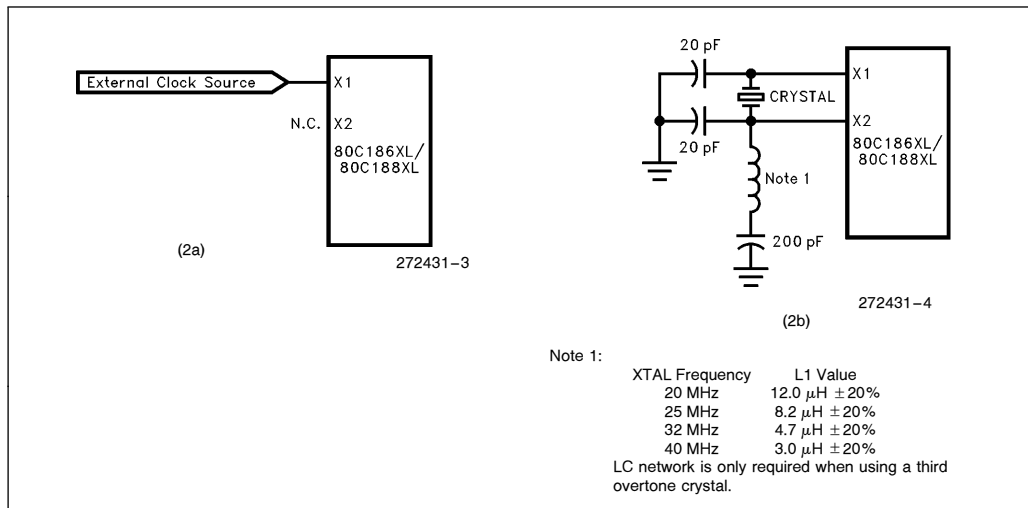 External Clock Source
X1
N.C.
X2
80C186XL/
80C188XL
(2a)
272431-3
20 pF
X1
CRYSTAL
X2
20 pF
80C186XL/
80C188XL
Note 1
200 pF
272431-4
(2b)
Note 1:
XTAL Frequency L1 Value
20 MHz 12.0 μH ±20%
25 MHz 8.2 μH ±20%
32 MHz 4.7 μH ±20%
40 MHz 3.0 μH ±20%
LC network is only required when using a third
overtone crystal.